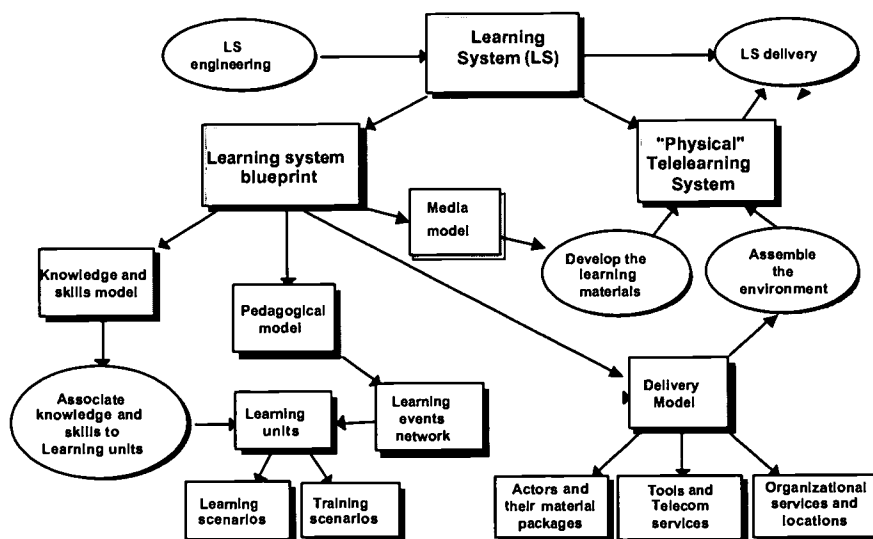 LS
engineering
Learning
System (LS)
LS delivery
Learning system
blueprint
"Physical"
Telelearning
System
Media
model
Knowledge and
skills model
Develop the
learning
materials
Assemble
the
environment
Pedagogical
model
Associate
knowledge and
skills to
Learning units
Learning
units
Learning
events
network
Delivery
Model
Learning
scenarios
Training
scenarios
Actors and
their material
packages
Tools and
Telecom
services
Organizational
services and
locations